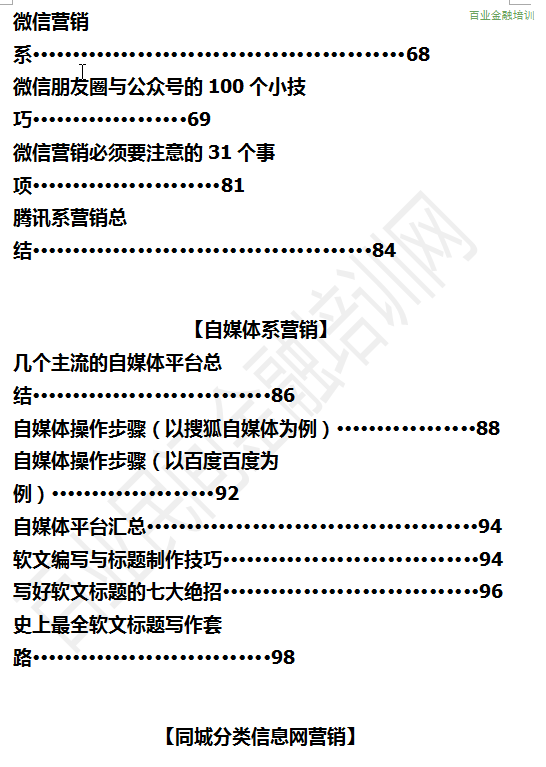 百业金融培训
微信营销
系•••••••••••••••••••••••••••••••••••••••••••••••68
微信朋友圈与公众号的 100 个小技
巧•••••••••••••••••••69
微信营销必须要注意的 31 个事
项•••••••••••••••••••••••81
腾讯系营销总
结•••••••••••••••••••••••••••••••••••••••••••84
【自媒体系营销】
几个主流的自媒体平台总
结••••••••••••••••••••••••••••••86
自媒体操作步骤（以搜狐自媒体为例）••••••••••••••••••88
自媒体操作步骤（以百度百度为
例）•••••••••••••••••••••92
自媒体平台汇总••••••••••••••••••••••••••••••••••••••••••94
软文编写与标题制作技巧••••••••••••••••••••••••••••••••94
写好软文标题的七大绝招••••••••••••••••••••••••••••••••96
史上最全软文标题写作套
路••••••••••••••••••••••••••••••98
【同城分类信息网营销】